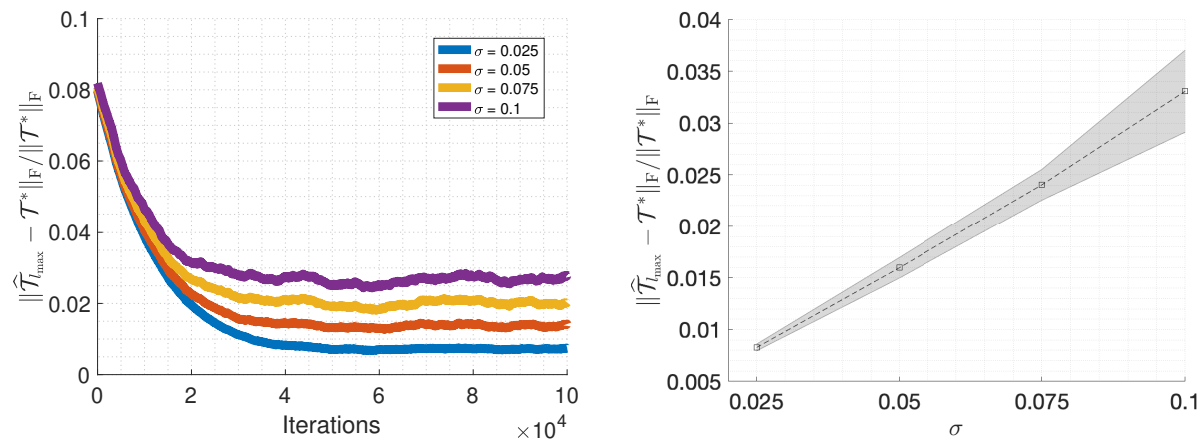 0.1
0.08
0.06
0.04
0.02
0
‖𝒯̂_{l_max} − 𝒯*‖_F/‖𝒯*‖_F
σ = 0.025
σ = 0.05
σ = 0.075
σ = 0.1
0 2 4 6 8 10
Iterations
×10⁴
0.04
0.035
0.03
0.025
0.02
0.015
0.01
0.005
‖𝒯̂_{l_max} − 𝒯*‖_F/‖𝒯*‖_F
0.025 0.05 0.075 0.1
σ